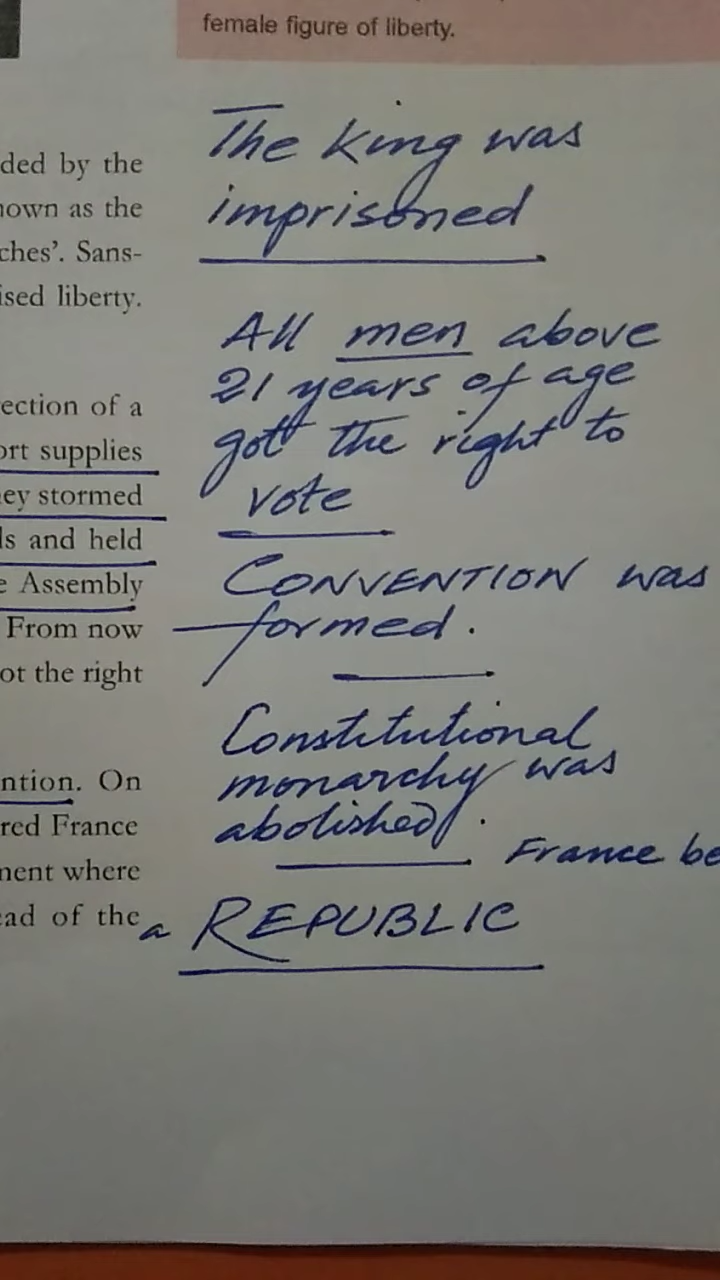 female figure of liberty.
ded by the
nown as the
ches'. Sans-
ised liberty.
ection of a
ort supplies
ey stormed
ls and held
e Assembly
From now
ot the right
ntion. On
red France
ment where
ead of the
The King was
imprisoned
All men above
21 years of age
got the right to
vote
CONVENTION was
formed.
Constitutional
monarchy was
abolished.
France be
a REPUBLIC